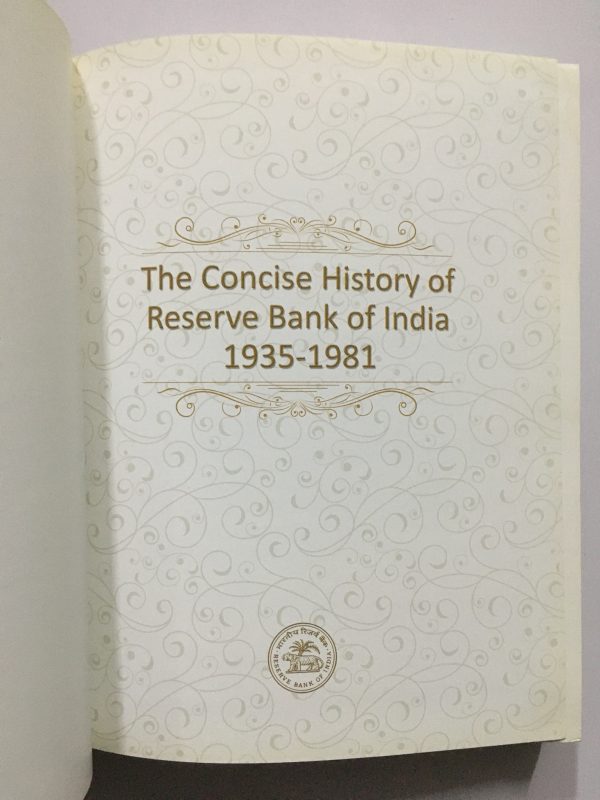 The Concise History of
Reserve Bank of India
1935-1981
भारतीय रिज़र्व बैंक
RESERVE BANK OF INDIA